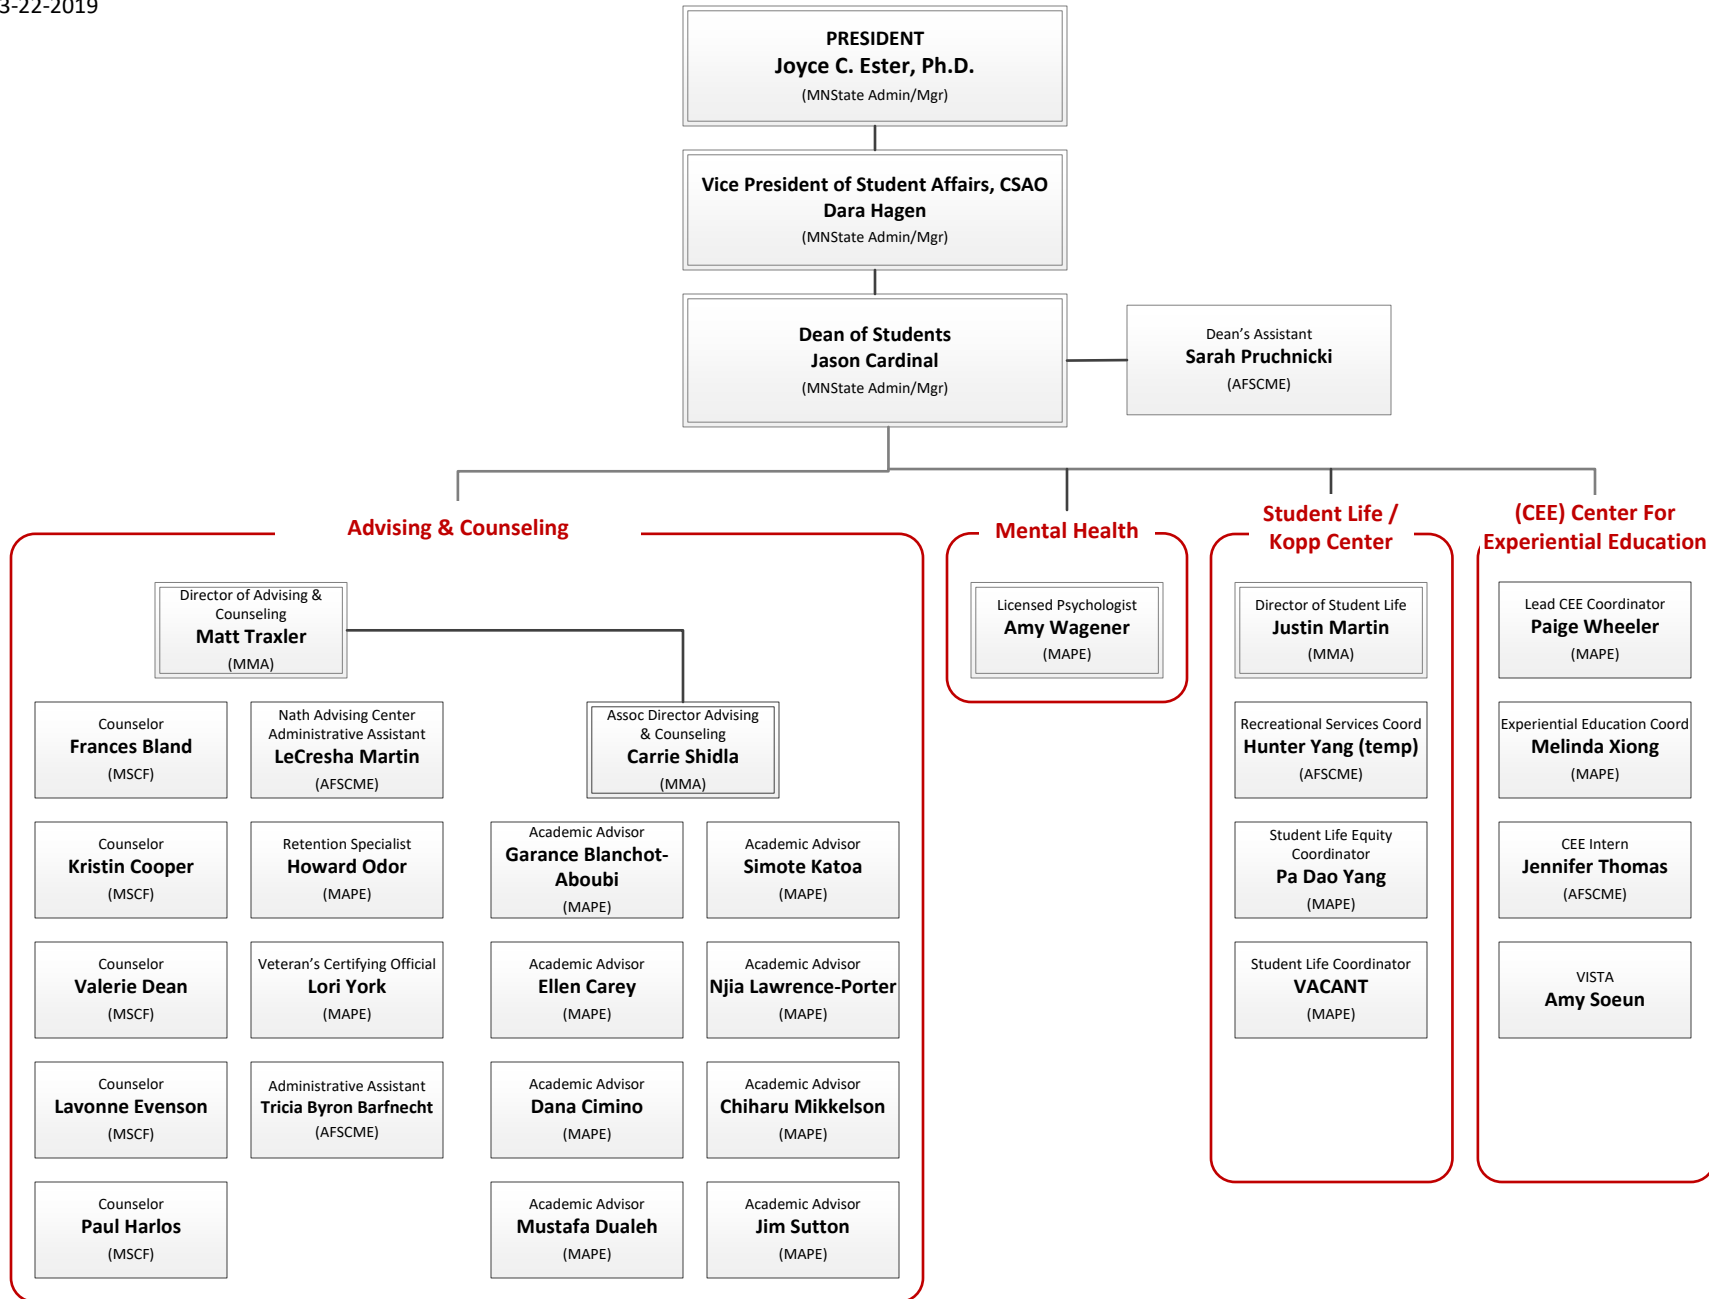 3-22-2019
PRESIDENT
Joyce C. Ester, Ph.D.
(MNState Admin/Mgr)
Vice President of Student Affairs, CSAO
Dara Hagen
(MNState Admin/Mgr)
Dean of Students
Jason Cardinal
(MNState Admin/Mgr)
Dean’s Assistant
Sarah Pruchnicki
(AFSCME)
Advising & Counseling
Director of Advising &
Counseling
Matt Traxler
(MMA)
Counselor
Frances Bland
(MSCF)
Counselor
Kristin Cooper
(MSCF)
Counselor
Valerie Dean
(MSCF)
Counselor
Lavonne Evenson
(MSCF)
Counselor
Paul Harlos
(MSCF)
Nath Advising Center
Administrative Assistant
LeCresha Martin
(AFSCME)
Retention Specialist
Howard Odor
(MAPE)
Veteran’s Certifying Official
Lori York
(MAPE)
Administrative Assistant
Tricia Byron Barfnecht
(AFSCME)
Assoc Director Advising
& Counseling
Carrie Shidla
(MMA)
Academic Advisor
Garance Blanchot-
Aboubi
(MAPE)
Academic Advisor
Ellen Carey
(MAPE)
Academic Advisor
Dana Cimino
(MAPE)
Academic Advisor
Mustafa Dualeh
(MAPE)
Academic Advisor
Simote Katoa
(MAPE)
Academic Advisor
Njia Lawrence-Porter
(MAPE)
Academic Advisor
Chiharu Mikkelson
(MAPE)
Academic Advisor
Jim Sutton
(MAPE)
Mental Health
Licensed Psychologist
Amy Wagener
(MAPE)
Student Life /
Kopp Center
Director of Student Life
Justin Martin
(MMA)
Recreational Services Coord
Hunter Yang (temp)
(AFSCME)
Student Life Equity
Coordinator
Pa Dao Yang
(MAPE)
Student Life Coordinator
VACANT
(MAPE)
(CEE) Center For
Experiential Education
Lead CEE Coordinator
Paige Wheeler
(MAPE)
Experiential Education Coord
Melinda Xiong
(MAPE)
CEE Intern
Jennifer Thomas
(AFSCME)
VISTA
Amy Soeun